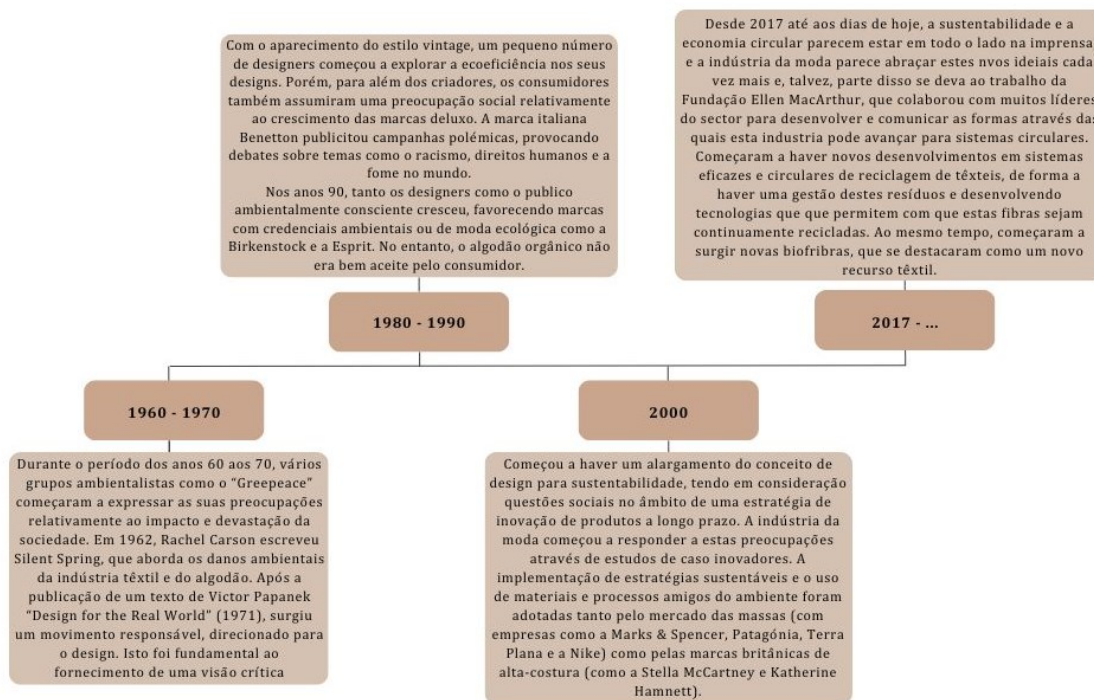 Com o aparecimento do estilo vintage, um pequeno número
de designers começou a explorar a ecoeficiência nos seus
designs. Porém, para além dos criadores, os consumidores
também assumiram uma preocupação social relativamente
ao crescimento das marcas deluxo. A marca italiana
Benetton publicitou campanhas polémicas, provocando
debates sobre temas como o racismo, direitos humanos e a
fome no mundo.
Nos anos 90, tanto os designers como o publico
ambientalmente consciente cresceu, favorecendo marcas
com credenciais ambientais ou de moda ecológica como a
Birkenstock e a Esprit. No entanto, o algodão orgânico não
era bem aceite pelo consumidor.
1980 - 1990
Desde 2017 até aos dias de hoje, a sustentabilidade e a
economia circular parecem estar em todo o lado na imprensa
e a indústria da moda parece abraçar estes nvos ideiais cada
vez mais e, talvez, parte disso se deva ao trabalho da
Fundação Ellen MacArthur, que colaborou com muitos líderes
do sector para desenvolver e comunicar as formas através das
quais esta industria pode avançar para sistemas circulares.
Começaram a haver novos desenvolvimentos em sistemas
eficazes e circulares de reciclagem de têxteis, de forma a
haver uma gestão destes resíduos e desenvolvendo
tecnologias que que permitem com que estas fibras sejam
continuamente recicladas. Ao mesmo tempo, começaram a
surgir novas biofribras, que se destacaram como um novo
recurso têxtil.
2017 - ...
1960 - 1970
Durante o período dos anos 60 aos 70, vários
grupos ambientalistas como o “Greepeace”
começaram a expressar as suas preocupações
relativamente ao impacto e devastação da
sociedade. Em 1962, Rachel Carson escreveu
Silent Spring, que aborda os danos ambientais
da indústria têxtil e do algodão. Após a
publicação de um texto de Victor Papanek
“Design for the Real World” (1971), surgiu
um movimento responsável, direcionado para
o design. Isto foi fundamental ao
fornecimento de uma visão crítica
2000
Começou a haver um alargamento do conceito de
design para sustentabilidade, tendo em consideração
questões sociais no âmbito de uma estratégia de
inovação de produtos a longo prazo. A indústria da
moda começou a responder a estas preocupações
através de estudos de caso inovadores. A
implementação de estratégias sustentáveis e o uso
de materiais e processos amigos do ambiente foram
adotadas tanto pelo mercado das massas (com
empresas como a Marks & Spencer, Patagónia, Terra
Plana e a Nike) como pelas marcas britânicas de
alta-costura (como a Stella McCartney e Katherine
Hamnett).